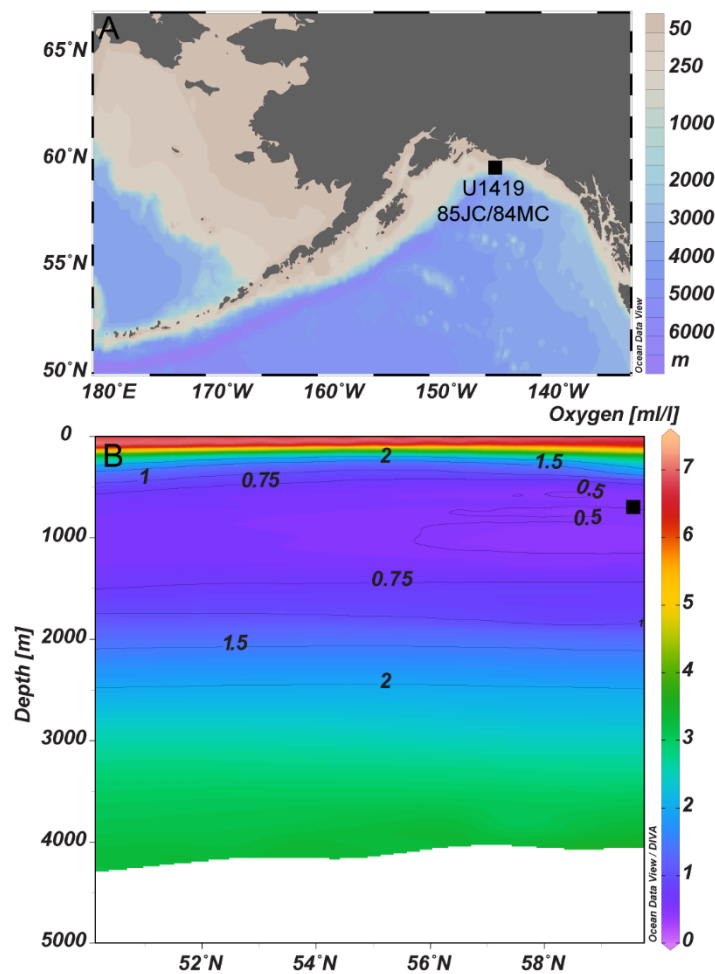 A
65˚N
60˚N
55˚N
50˚N
180˚E
170˚W
160˚W
150˚W
140˚W
U1419
85JC/84MC
50
250
1000
2000
3000
4000
5000
6000
m
Ocean Data View
Oxygen [ml/l]
B
0
1000
2000
3000
4000
5000
Depth [m]
1
2
1.5
0.75
0.5
0.5
0.75
1
1.5
2
52˚N
54˚N
56˚N
58˚N
7
6
5
4
3
2
1
0
Ocean Data View / DIVA